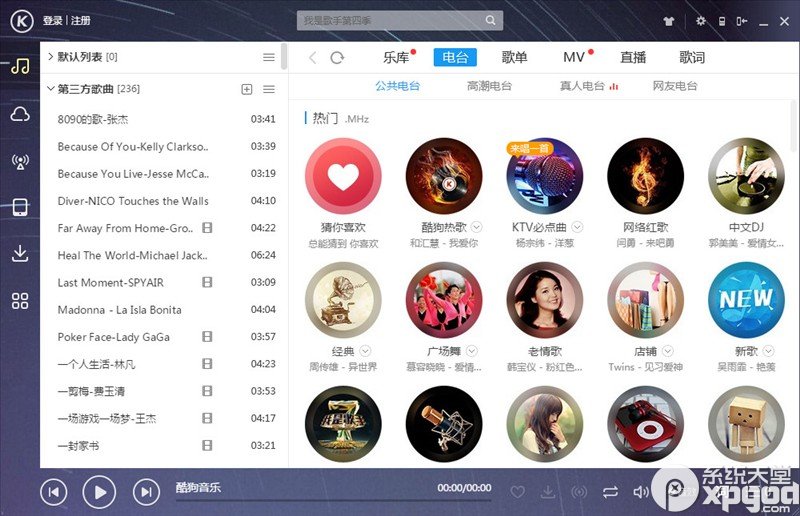 登录 | 注册
我是歌手第四季
默认列表 [0]
第三方歌曲 [236]
8090的歌-张杰 03:41
Because Of You-Kelly Clarkso.. 03:39
Because You Live-Jesse McCa.. 03:19
Diver-NICO Touches the Walls 04:10
Far Away From Home-Gro.. 04:22
Heal The World-Michael Jack.. 06:24
Last Moment-SPYAIR 03:09
Madonna - La Isla Bonita 04:04
Poker Face-Lady GaGa 03:57
一个人生活-林凡 04:23
一剪梅-费玉清 03:53
一场游戏一场梦-王杰 04:17
一封家书 03:21
乐库 电台 歌单 MV 直播 歌词
公共电台 高潮电台 真人电台 网友电台
热门 .MHz
来唱一首
猜你喜欢 酷狗热歌 KTV必点曲 网络红歌 中文DJ
总能猜到 你喜欢 和汇慧 - 我爱你 杨宗纬 - 洋葱 闫勇 - 来吧勇 郭美美 - 爱情女...
NEW
经典 广场舞 老情歌 店铺 新歌
周传雄 - 异世界 慕容晓晓 - 爱情... 韩宝仪 - 粉红色... Twins - 见习爱神 吴雨霏 - 艳羡
酷狗音乐 00:00/00:00
系统天堂
xpgod
.com